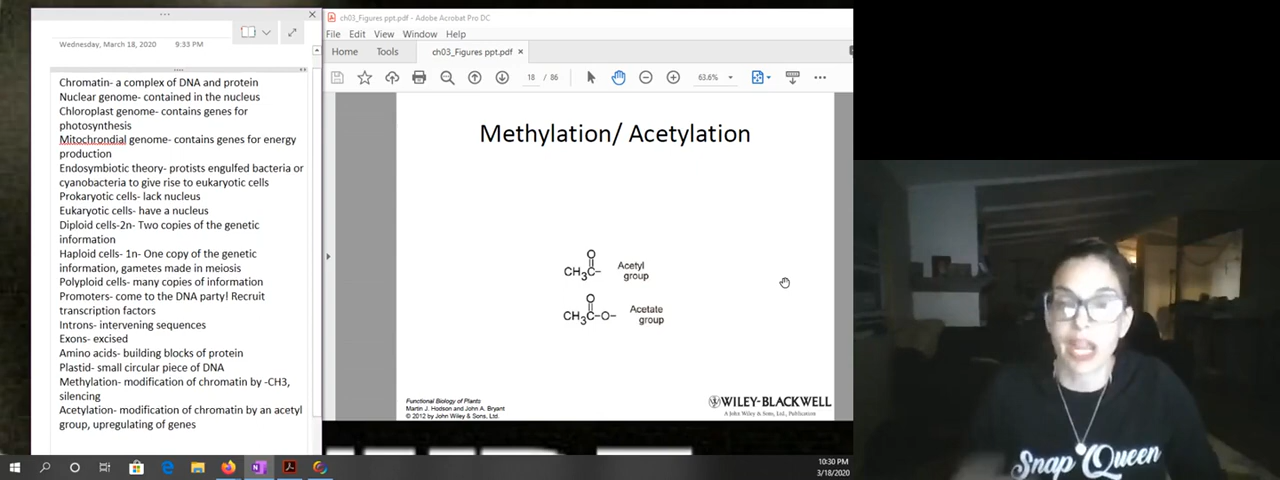 Wednesday, March 18, 2020 9:33 PM
Chromatin- a complex of DNA and protein
Nuclear genome- contained in the nucleus
Chloroplast genome- contains genes for
photosynthesis
Mitochrondial genome- contains genes for energy
production
Endosymbiotic theory- protists engulfed bacteria or
cyanobacteria to give rise to eukaryotic cells
Prokaryotic cells- lack nucleus
Eukaryotic cells- have a nucleus
Diploid cells-2n- Two copies of the genetic
information
Haploid cells- 1n- One copy of the genetic
information, gametes made in meiosis
Polyploid cells- many copies of information
Promoters- come to the DNA party! Recruit
transcription factors
Introns- intervening sequences
Exons- excised
Amino acids- building blocks of protein
Plastid- small circular piece of DNA
Methylation- modification of chromatin by -CH3,
silencing
Acetylation- modification of chromatin by an acetyl
group, upregulating of genes
ch03_Figures ppt.pdf - Adobe Acrobat Pro DC
File Edit View Window Help
Home Tools ch03_Figures ppt.pdf ×
18 / 86 63.6%
Methylation/ Acetylation
O
CH3C– Acetyl
group
O
CH3C–O– Acetate
group
Functional Biology of Plants
Martin J. Hodson and John A. Bryant
© 2012 by John Wiley & Sons, Ltd.
WILEY-BLACKWELL
A John Wiley & Sons, Ltd., Publication
Snap Queen
10:30 PM
3/18/2020